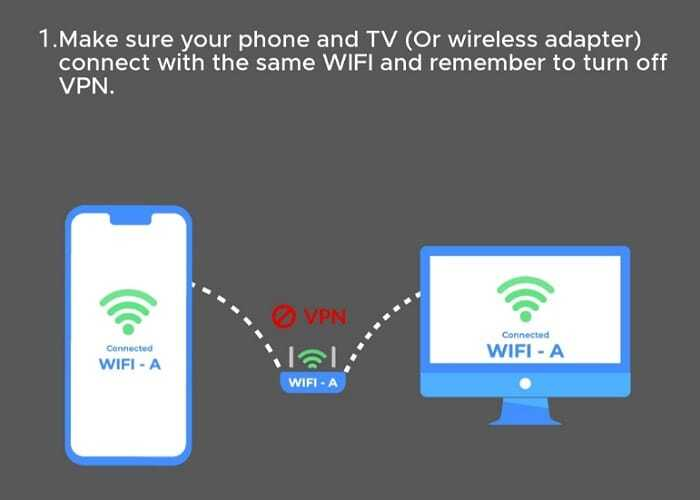 1.Make sure your phone and TV (Or wireless adapter)
connect with the same WIFI and remember to turn off
VPN.
VPN
Connected
WIFI - A
WIFI - A
Connected
WIFI - A